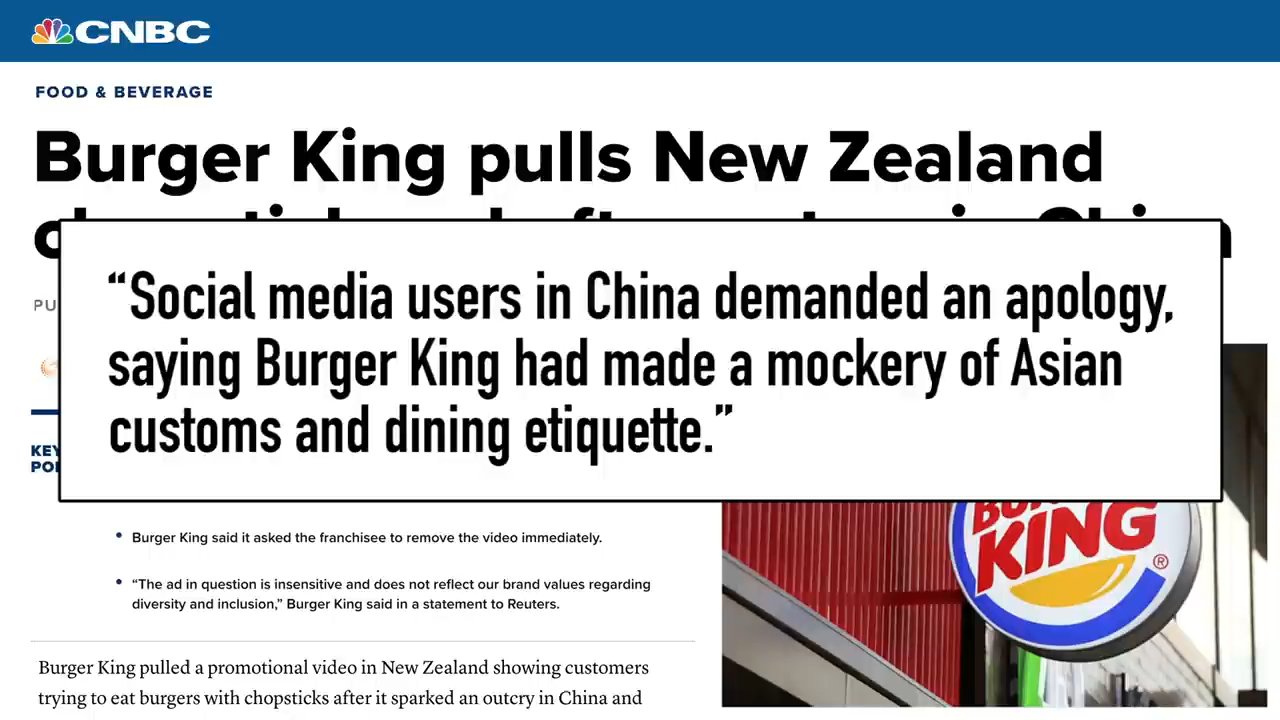 CNBC
FOOD & BEVERAGE
Burger King pulls New Zealand
“Social media users in China demanded an apology,
saying Burger King had made a mockery of Asian
customs and dining etiquette.”
PU
KEY
PO
KING
®
• Burger King said it asked the franchisee to remove the video immediately.
• “The ad in question is insensitive and does not reflect our brand values regarding
diversity and inclusion,” Burger King said in a statement to Reuters.
Burger King pulled a promotional video in New Zealand showing customers
trying to eat burgers with chopsticks after it sparked an outcry in China and